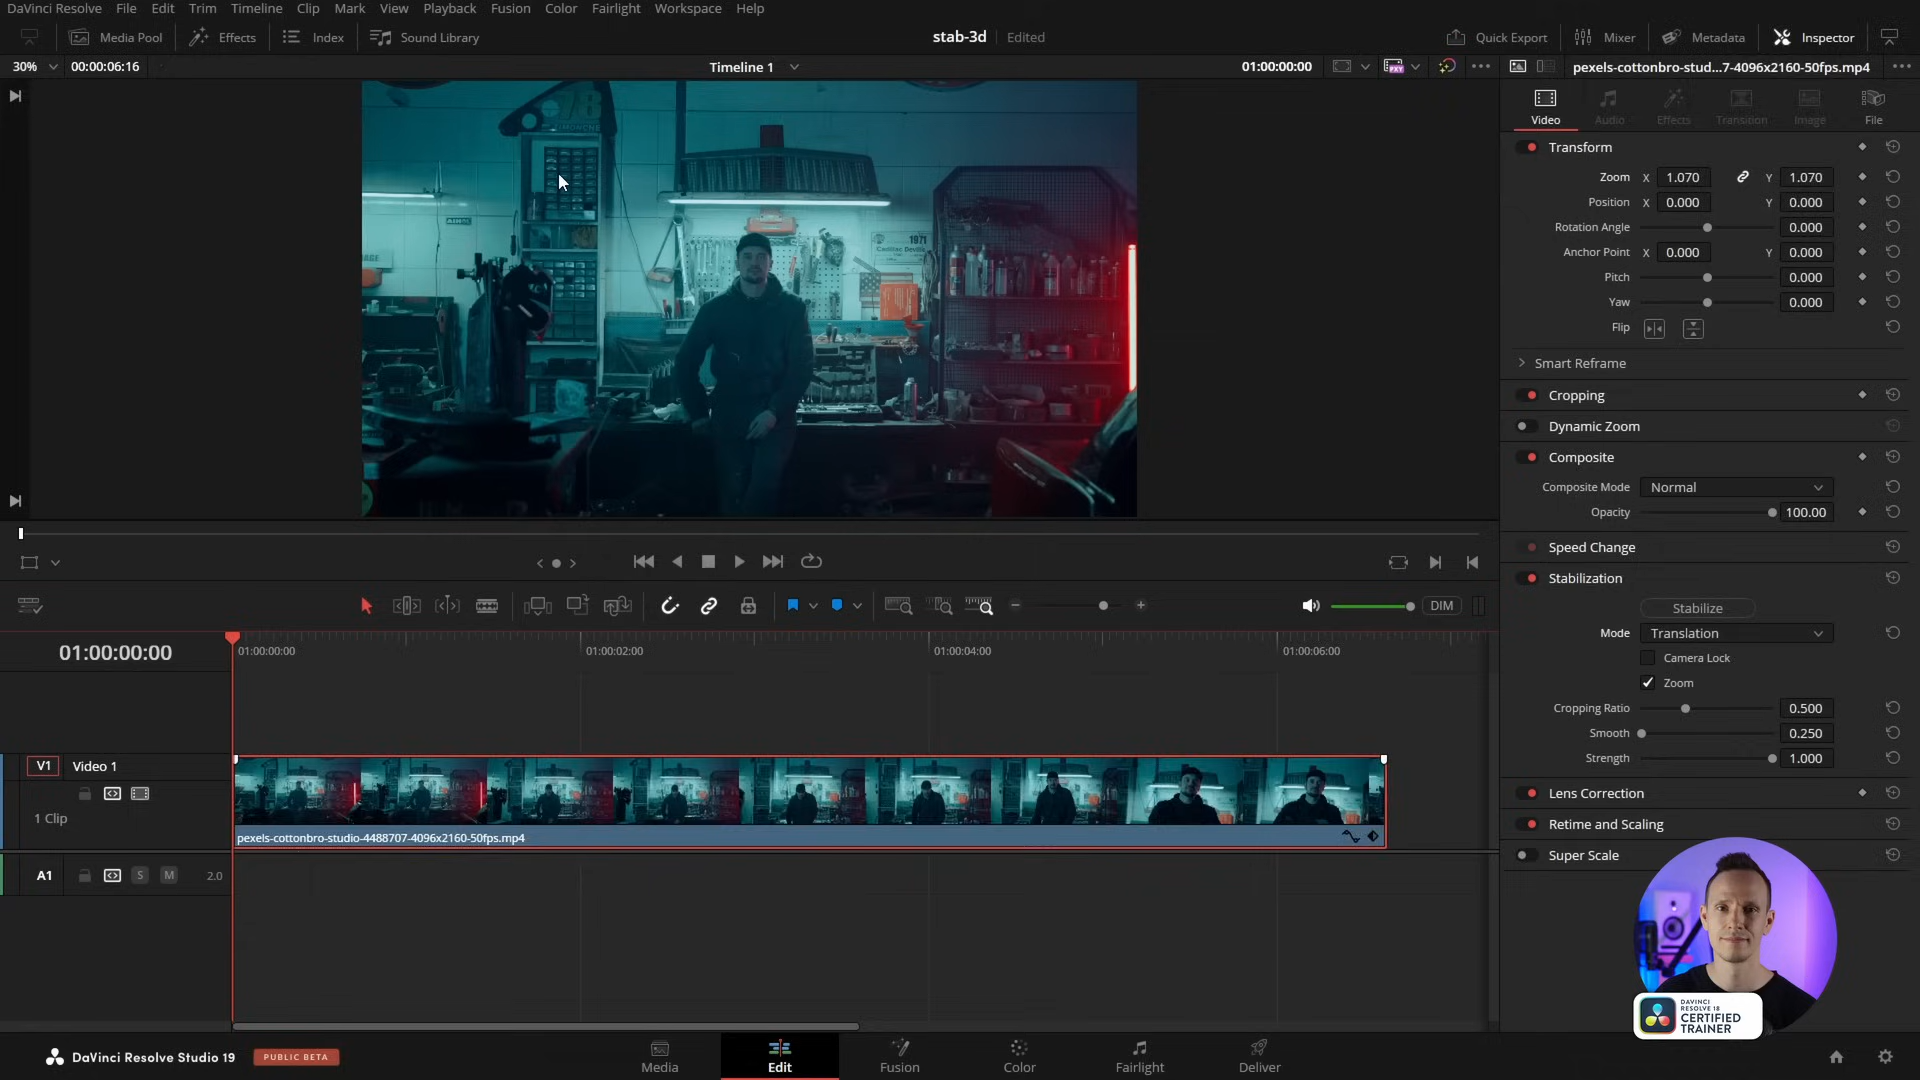 DaVinci Resolve File Edit Trim Timeline Clip Mark View Playback Fusion Color Fairlight Workspace Help
Media Pool Effects Index Sound Library stab-3d Edited Quick Export Mixer Metadata Inspector
30% 00:00:06:16 Timeline 1 01:00:00:00 PXY pexels-cottonbro-stud...7-4096x2160-50fps.mp4
Video Audio Effects Transition Image File
78
1971
Cadillac Deville
Transform
Zoom X 1.070 Y 1.070
Position X 0.000 Y 0.000
Rotation Angle 0.000
Anchor Point X 0.000 Y 0.000
Pitch 0.000
Yaw 0.000
Flip
Smart Reframe
Cropping
Dynamic Zoom
Composite
Composite Mode Normal
Opacity 100.00
Speed Change
Stabilization
Stabilize
Mode Translation
Camera Lock
Zoom
Cropping Ratio 0.500
Smooth 0.250
Strength 1.000
Lens Correction
Retime and Scaling
Super Scale
DIM
01:00:00:00 01:00:00:00 01:00:02:00 01:00:04:00 01:00:06:00
V1 Video 1
1 Clip
pexels-cottonbro-studio-4488707-4096x2160-50fps.mp4
A1 S M 2.0
DAVINCI
RESOLVE 18
CERTIFIED
TRAINER
DaVinci Resolve Studio 19 PUBLIC BETA
Media Edit Fusion Color Fairlight Deliver